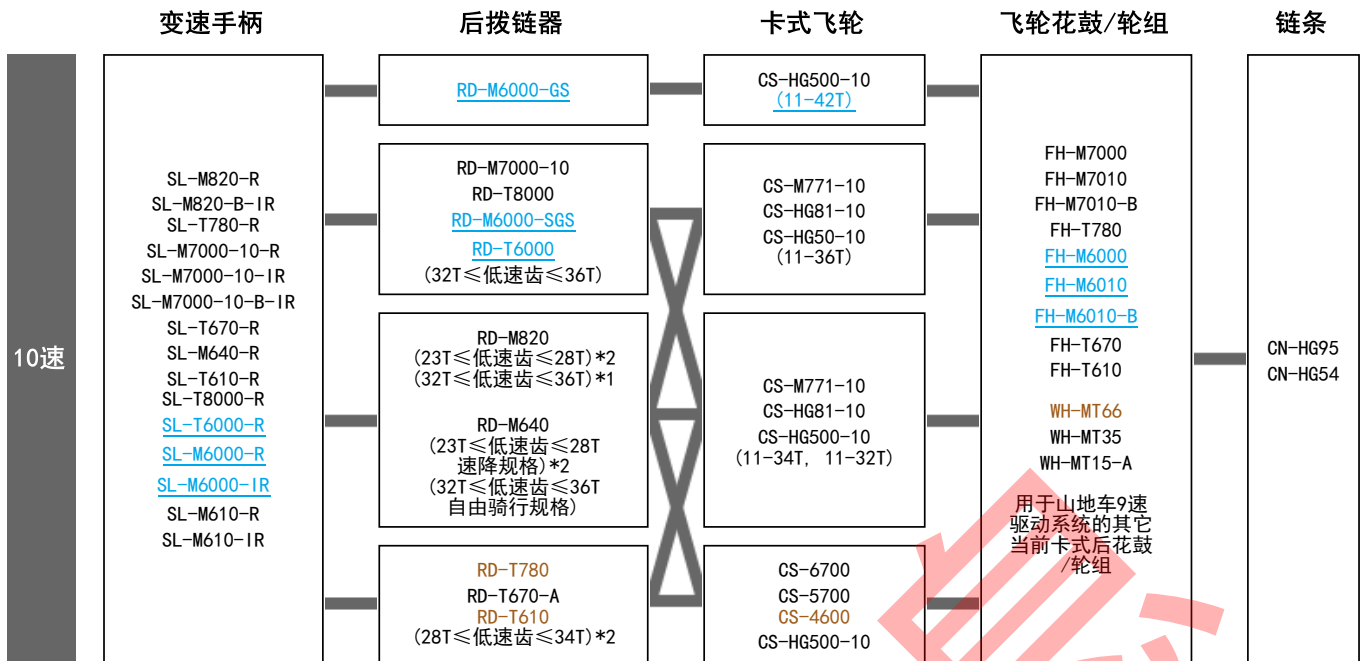 变速手柄
后拨链器
卡式飞轮
飞轮花鼓/轮组
链条
10速
SL-M820-R
SL-M820-B-IR
SL-T780-R
SL-M7000-10-R
SL-M7000-10-IR
SL-M7000-10-B-IR
SL-T670-R
SL-M640-R
SL-T610-R
SL-T8000-R
SL-T6000-R
SL-M6000-R
SL-M6000-IR
SL-M610-R
SL-M610-IR
RD-M6000-GS
RD-M7000-10
RD-T8000
RD-M6000-SGS
RD-T6000
(32T≤低速齿≤36T)
RD-M820
(23T≤低速齿≤28T)*2
(32T≤低速齿≤36T)*1
RD-M640
(23T≤低速齿≤28T
速降规格)*2
(32T≤低速齿≤36T
自由骑行规格)
RD-T780
RD-T670-A
RD-T610
(28T≤低速齿≤34T)*2
CS-HG500-10
(11-42T)
CS-M771-10
CS-HG81-10
CS-HG50-10
(11-36T)
CS-M771-10
CS-HG81-10
CS-HG500-10
(11-34T, 11-32T)
CS-6700
CS-5700
CS-4600
CS-HG500-10
FH-M7000
FH-M7010
FH-M7010-B
FH-T780
FH-M6000
FH-M6010
FH-M6010-B
FH-T670
FH-T610
WH-MT66
WH-MT35
WH-MT15-A
用于山地车9速
驱动系统的其它
当前卡式后花鼓
/轮组
CN-HG95
CN-HG54